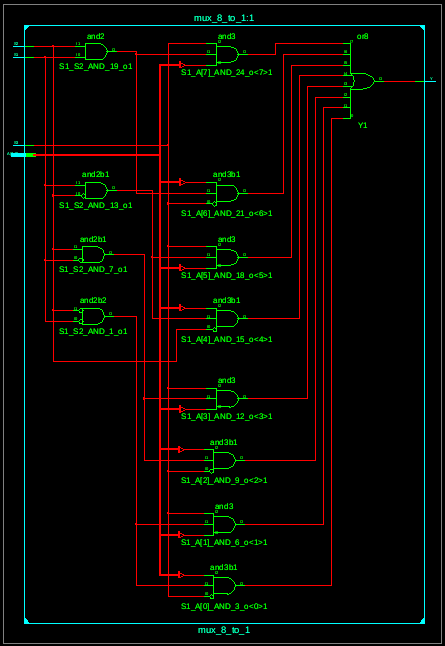 mux_8_to_1:1
and2
and3
or8
S1_S2_AND_19_o1
S1_A[7]_AND_24_o<7>1
Y1
and2b1
and3b1
S1_S2_AND_13_o1
S1_A[6]_AND_21_o<6>1
and2b1
and3
S1_S2_AND_7_o1
S1_A[5]_AND_18_o<5>1
and2b2
and3b1
S1_S2_AND_1_o1
S1_A[4]_AND_15_o<4>1
and3
S1_A[3]_AND_12_o<3>1
and3b1
S1_A[2]_AND_9_o<2>1
and3
S1_A[1]_AND_6_o<1>1
and3b1
S1_A[0]_AND_3_o<0>1
mux_8_to_1